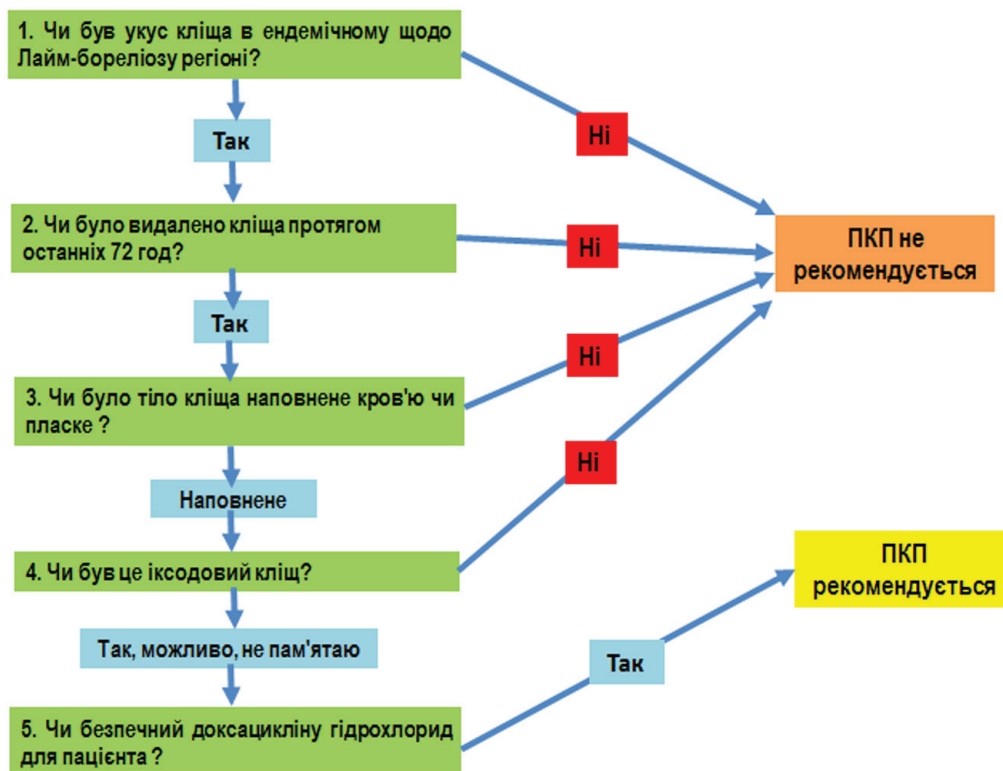 1. Чи був укус кліща в ендемічному щодо
Лайм-бореліозу регіоні?
Так
Ні
2. Чи було видалено кліща протягом
останніх 72 год?
Ні
ПКП не
рекомендується
Так
3. Чи було тіло кліща наповнене кров'ю чи
пласке ?
Ні
Наповнене
Ні
4. Чи був це іксодовий кліщ?
ПКП
рекомендується
Так, можливо, не пам'ятаю
Так
5. Чи безпечний доксацикліну гідрохлорид
для пацієнта ?